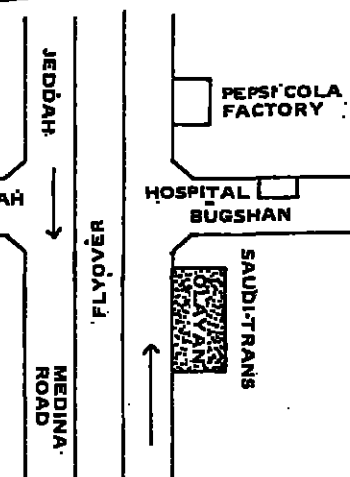 JEDDAH
PEPSI COLA
FACTORY
AH
HOSPITAL
BUGSHAN
FLYOVER
SAUDI-TRANS
OLAYAN
MEDINA
ROAD